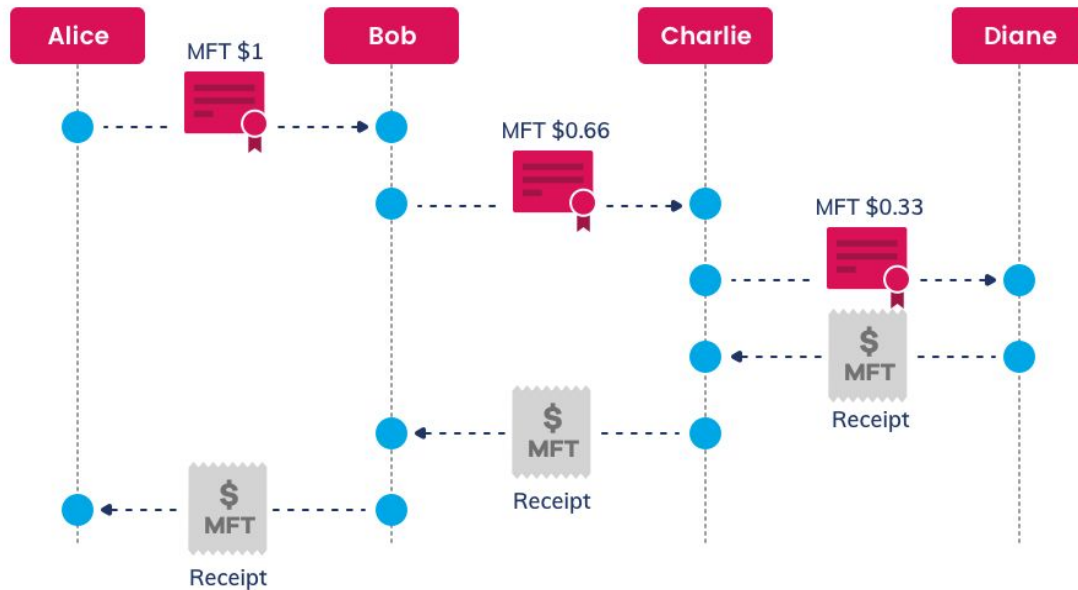 Alice
Bob
Charlie
Diane
MFT $1
MFT $0.66
MFT $0.33
$
MFT
Receipt
$
MFT
Receipt
$
MFT
Receipt